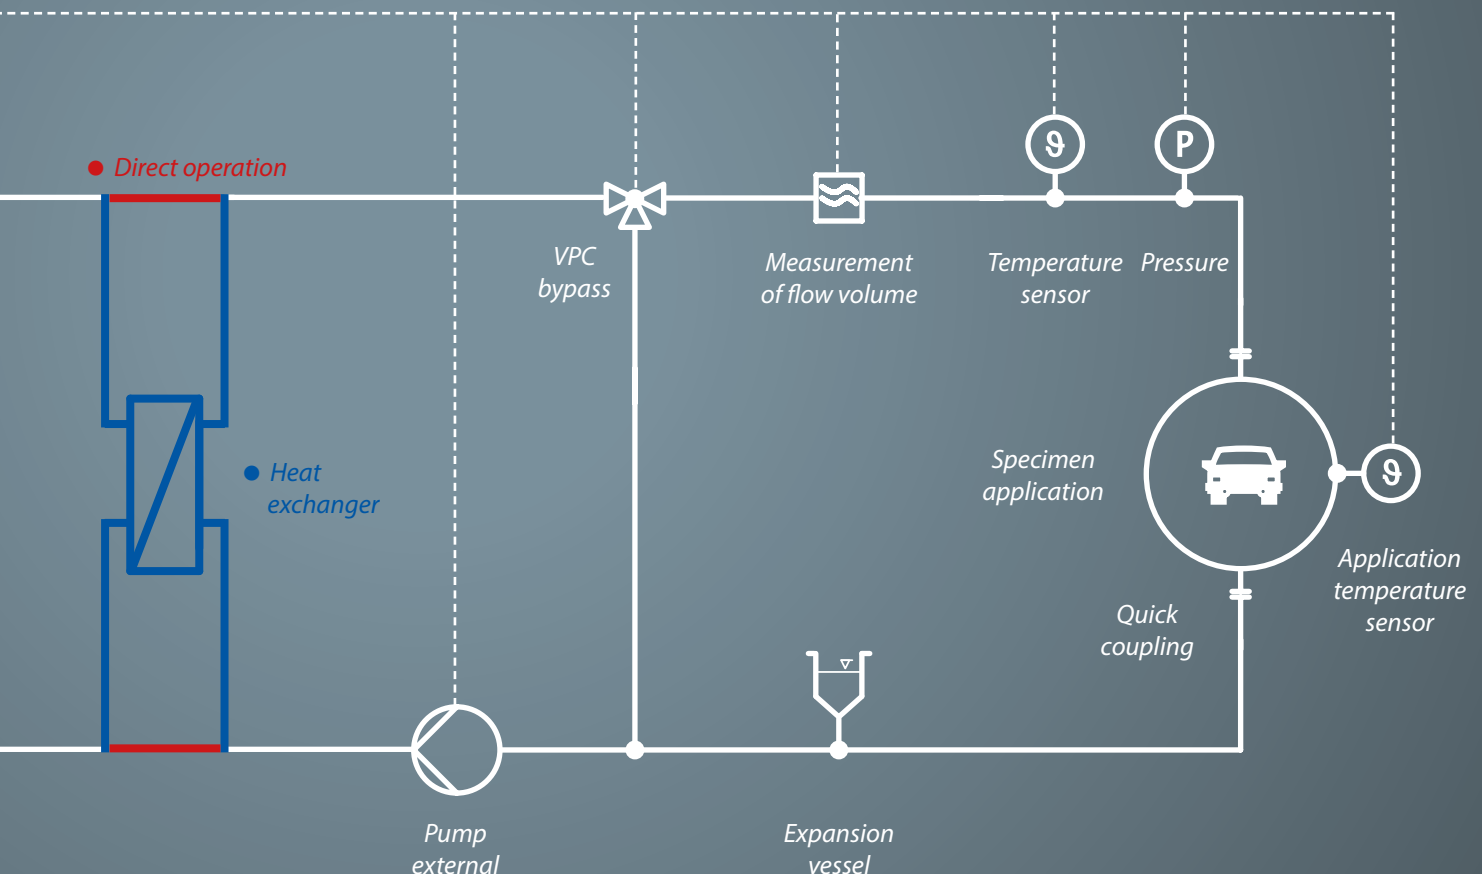 Direct operation
ϑ
P
VPC
bypass
Measurement
of flow volume
Temperature
sensor
Pressure
Heat
exchanger
Specimen
application
ϑ
Application
temperature
sensor
Quick
coupling
Pump
external
Expansion
vessel